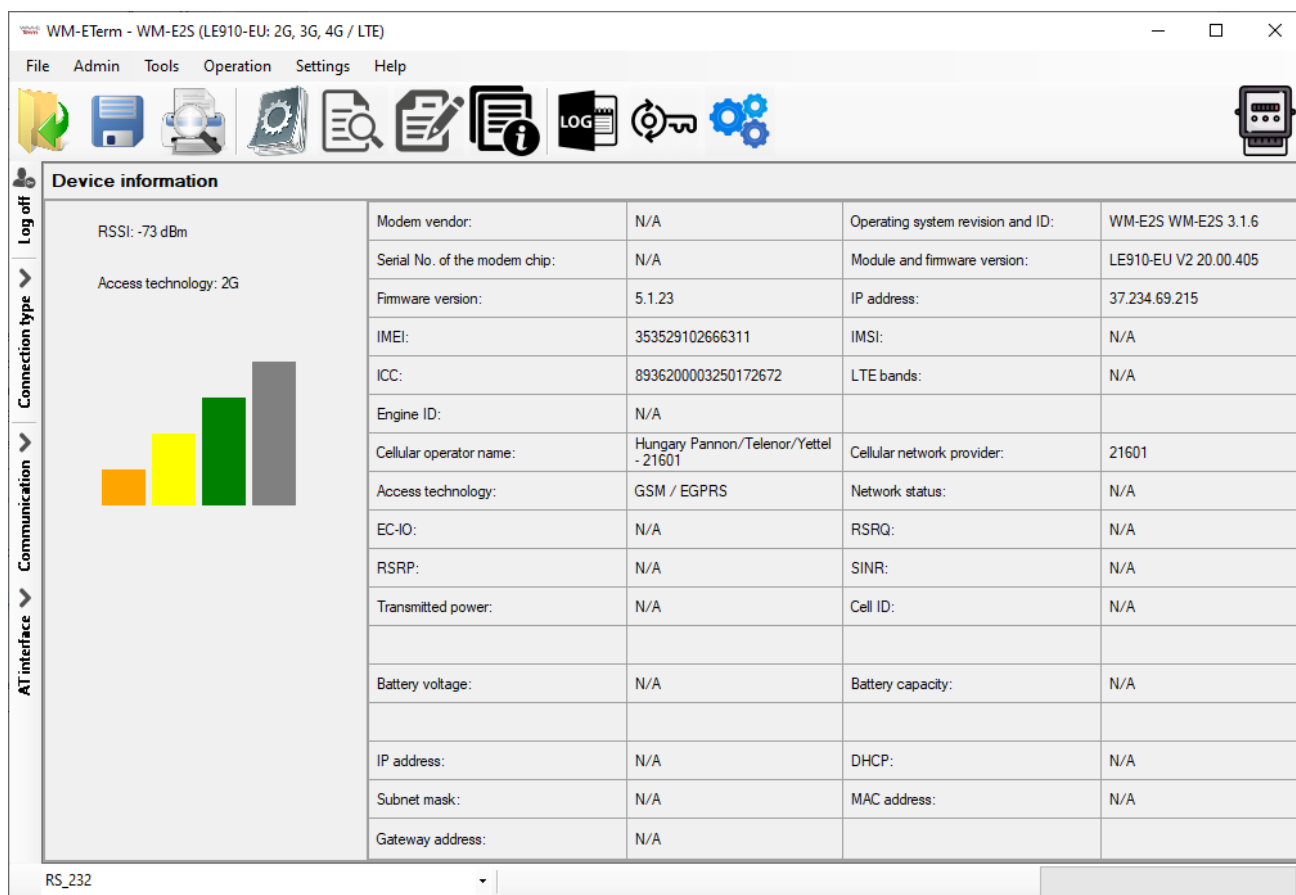 WM-ETerm - WM-E2S (LE910-EU: 2G, 3G, 4G / LTE)
File Admin Tools Operation Settings Help
LOG
Log off
Connection type
Communication
AT interface
Device information
RSSI: -73 dBm
Access technology: 2G
Modem vendor: N/A Operating system revision and ID: WM-E2S WM-E2S 3.1.6
Serial No. of the modem chip: N/A Module and firmware version: LE910-EU V2 20.00.405
Firmware version: 5.1.23 IP address: 37.234.69.215
IMEI: 353529102666311 IMSI: N/A
ICC: 8936200003250172672 LTE bands: N/A
Engine ID: N/A
Cellular operator name: Hungary Pannon/Telenor/Yettel
- 21601 Cellular network provider: 21601
Access technology: GSM / EGPRS Network status: N/A
EC-IO: N/A RSRQ: N/A
RSRP: N/A SINR: N/A
Transmitted power: N/A Cell ID: N/A
Battery voltage: N/A Battery capacity: N/A
IP address: N/A DHCP: N/A
Subnet mask: N/A MAC address: N/A
Gateway address: N/A
RS_232